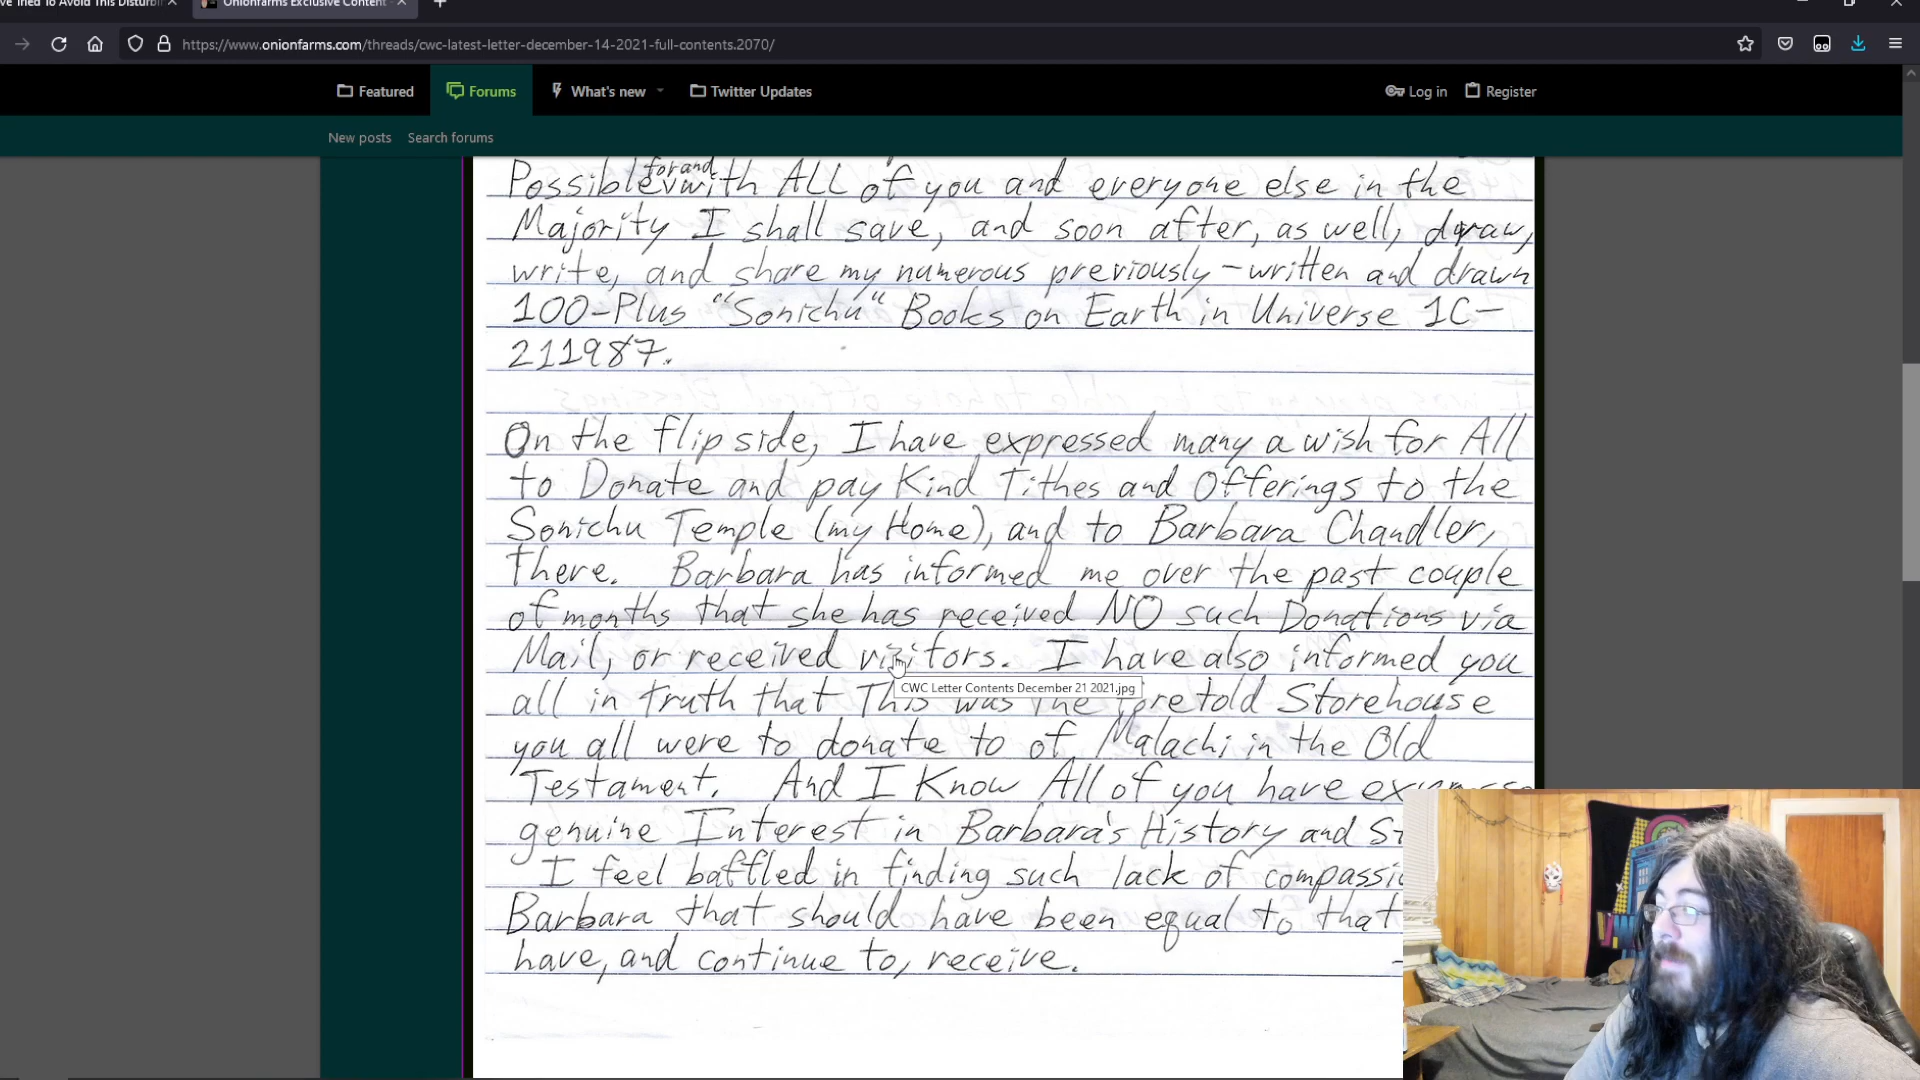 ve Tried To Avoid This Disturbin
Onionfarms Exclusive Content -
https://www.onionfarms.com/threads/cwc-latest-letter-december-14-2021-full-contents.2070/
Featured Forums What's new Twitter Updates Log in Register
New posts Search forums
for and
Possible with ALL of you and everyone else in the
Majority I shall save, and soon after, as well, draw,
write, and share my numerous previously-written and drawn
100-Plus "Sonichu" Books on Earth in Universe 1C-
211987.
On the flip side, I have expressed many a wish for All
to Donate and pay Kind Tithes and Offerings to the
Sonichu Temple (my Home), and to Barbara Chandler,
There. Barbara has informed me over the past couple
of months that she has received NO such Donations via
Mail, or received visitors. I have also informed you
CWC Letter Contents December 21 2021.jpg
all in truth that This was The foretold Storehouse
you all were to donate to of Malachi in the Old
Testament. And I Know All of you have
genuine Interest in Barbara's History and
I feel baffled in finding such lack of
Barbara that should have been equal to that
have, and continue to, receive.